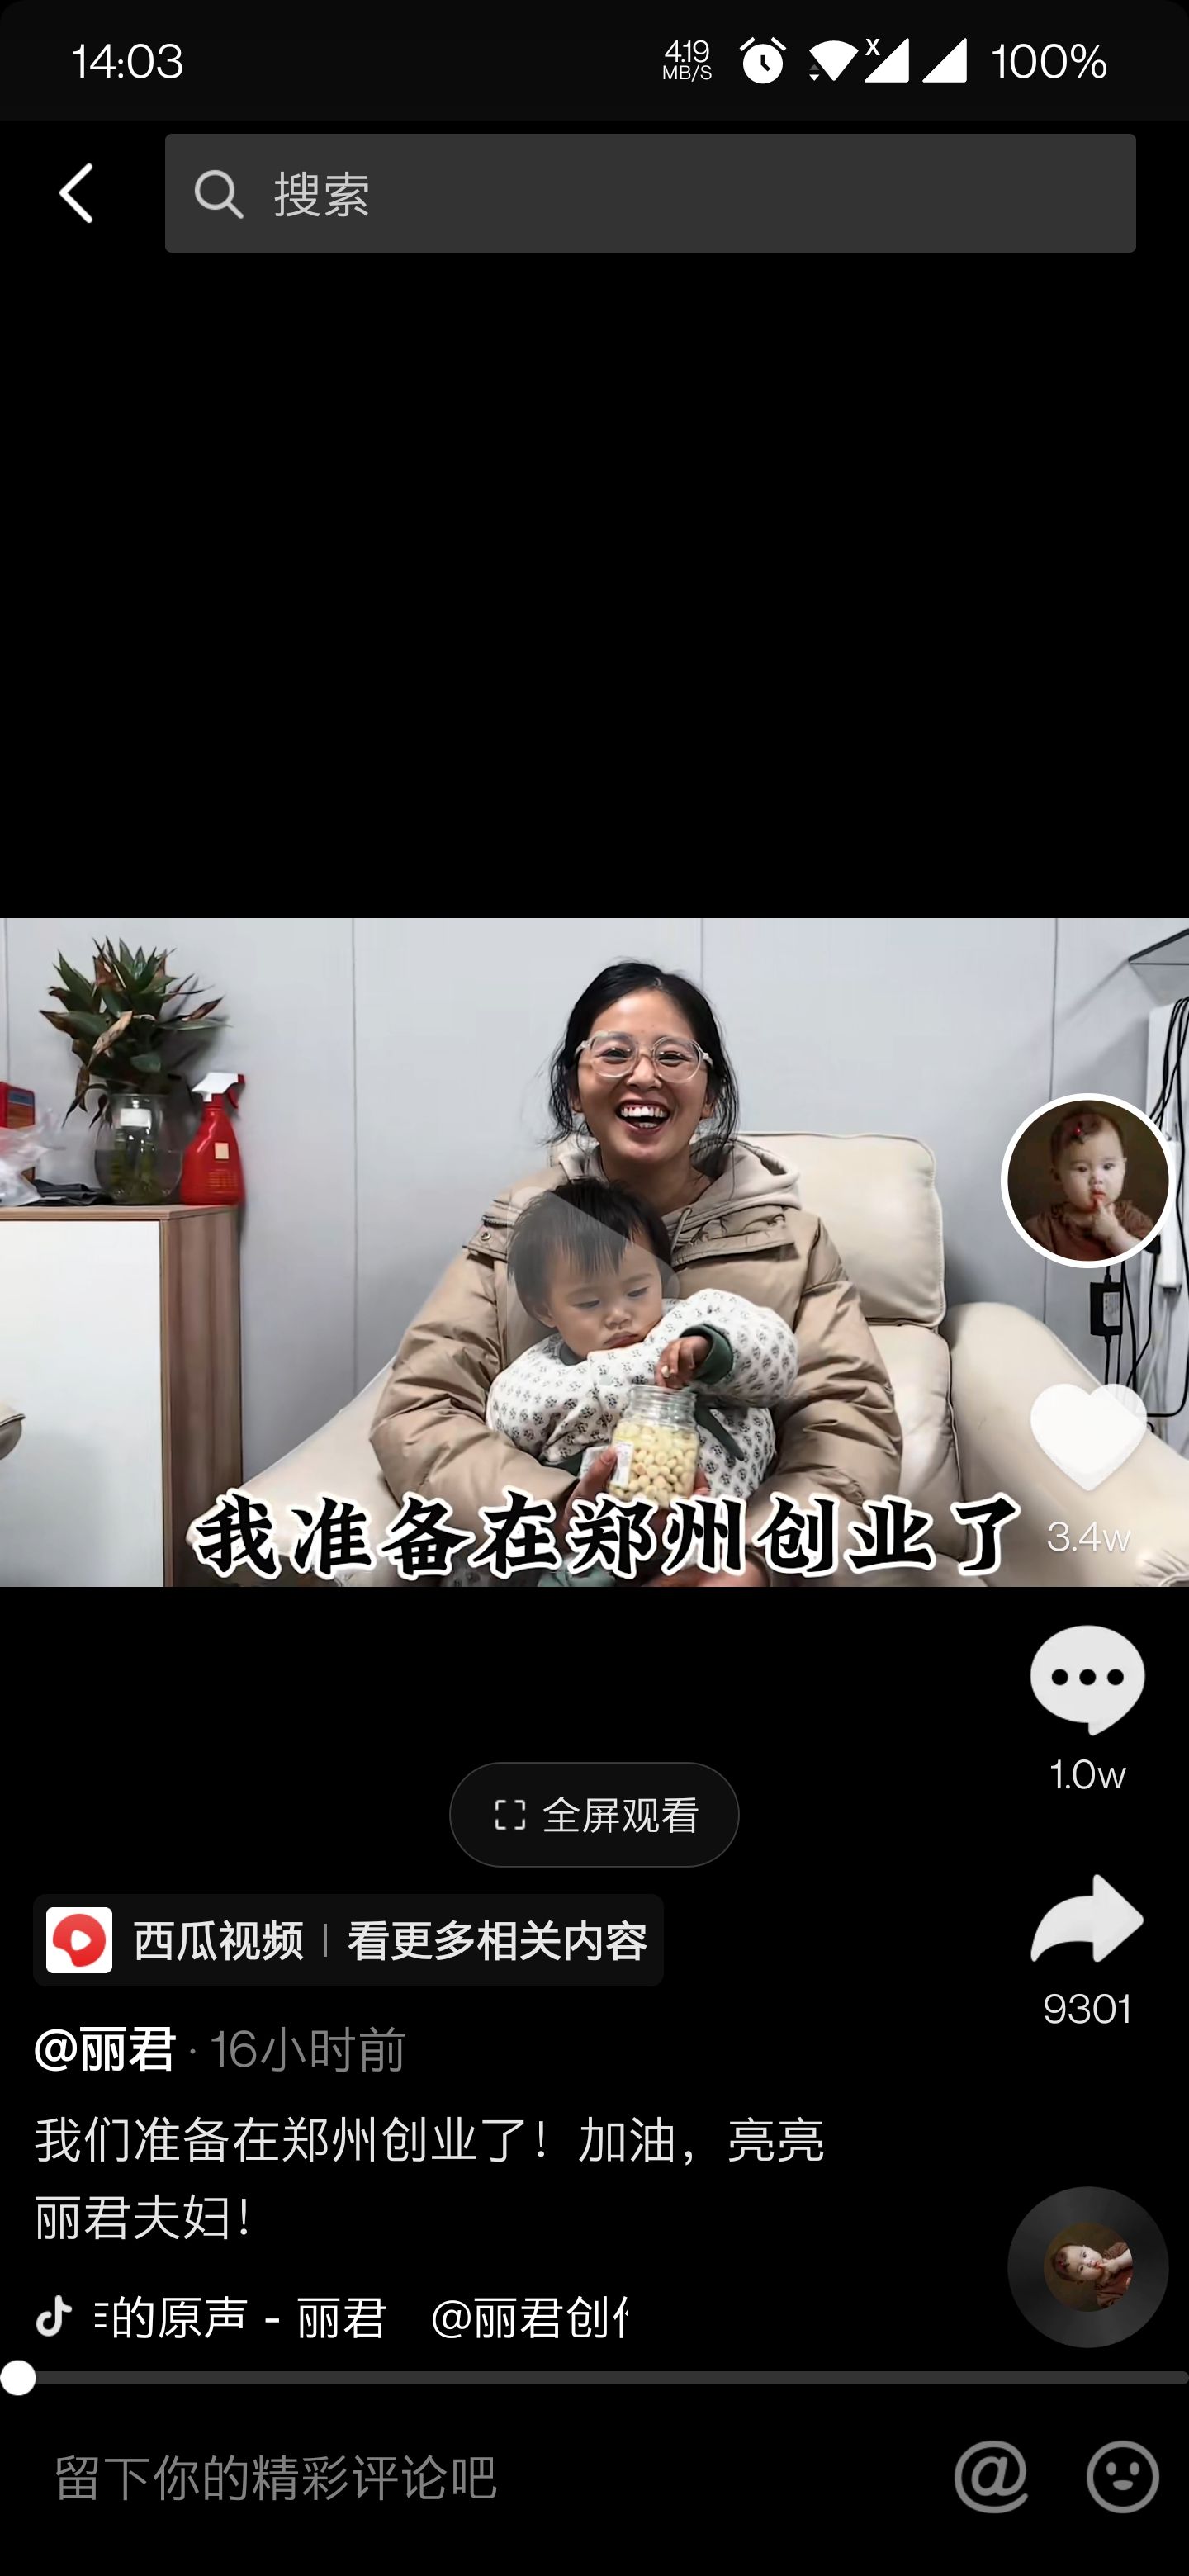 14:03
4.19 MB/S
X
100%
搜索
我准备在郑州创业了
3.4w
1.0w
全屏观看
西瓜视频 | 看更多相关内容
9301
@丽君 · 16小时前
我们准备在郑州创业了！加油，亮亮
丽君夫妇！
的原声 - 丽君 @丽君创
留下你的精彩评论吧
@